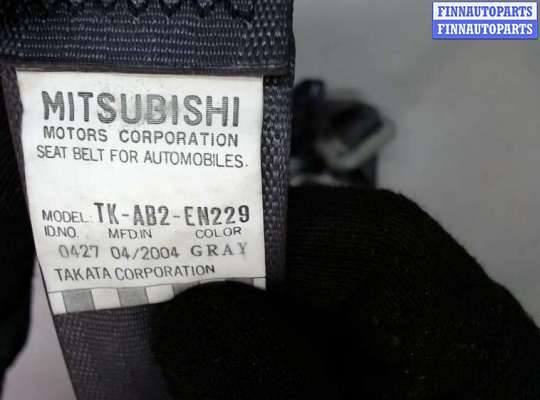 FINNAUTOPARTS
FINNAUTOPARTS
MITSUBISHI
MOTORS CORPORATION
SEAT BELT FOR AUTOMOBILES.
MODEL: TK-AB2-EN229
ID.NO. MFD.IN COLOR
0427 04/2004 GRAY
TAKATA CORPORATION